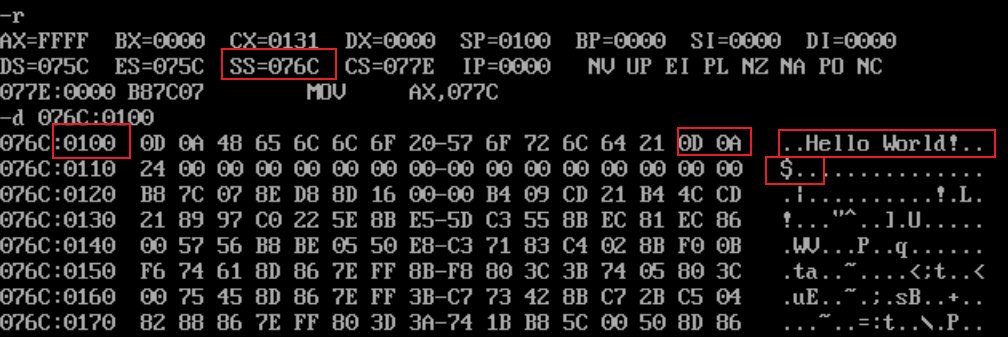 -r
AX=FFFF BX=0000 CX=0131 DX=0000 SP=0100 BP=0000 SI=0000 DI=0000
DS=075C ES=075C SS=076C CS=077E IP=0000 NV UP EI PL NZ NA PO NC
077E:0000 B87C07 MOV AX,077C
-d 076C:0100
076C:0100 0D 0A 48 65 6C 6C 6F 20-57 6F 72 6C 64 21 0D 0A ..Hello World!..
076C:0110 24 00 00 00 00 00 00 00-00 00 00 00 00 00 00 00 $...............
076C:0120 B8 7C 07 8E D8 8D 16 00-00 B4 09 CD 21 B4 4C CD .|..........!.L.
076C:0130 21 89 97 C0 22 5E 8B E5-5D C3 55 8B EC 81 EC 86 !..."^..].U.....
076C:0140 00 57 56 B8 BE 05 50 E8-C3 71 83 C4 02 8B F0 0B .WV...P..q......
076C:0150 F6 74 61 8D 86 7E FF 8B-F8 80 3C 3B 74 05 80 3C .ta..~....<;t..<
076C:0160 00 75 45 8D 86 7E FF 3B-C7 73 42 8B C7 2B C5 04 .uE..~.;.sB..+..
076C:0170 82 88 86 7E FF 80 3D 3A-74 1B B8 5C 00 50 8D 86 ...~..=:t..\.P..